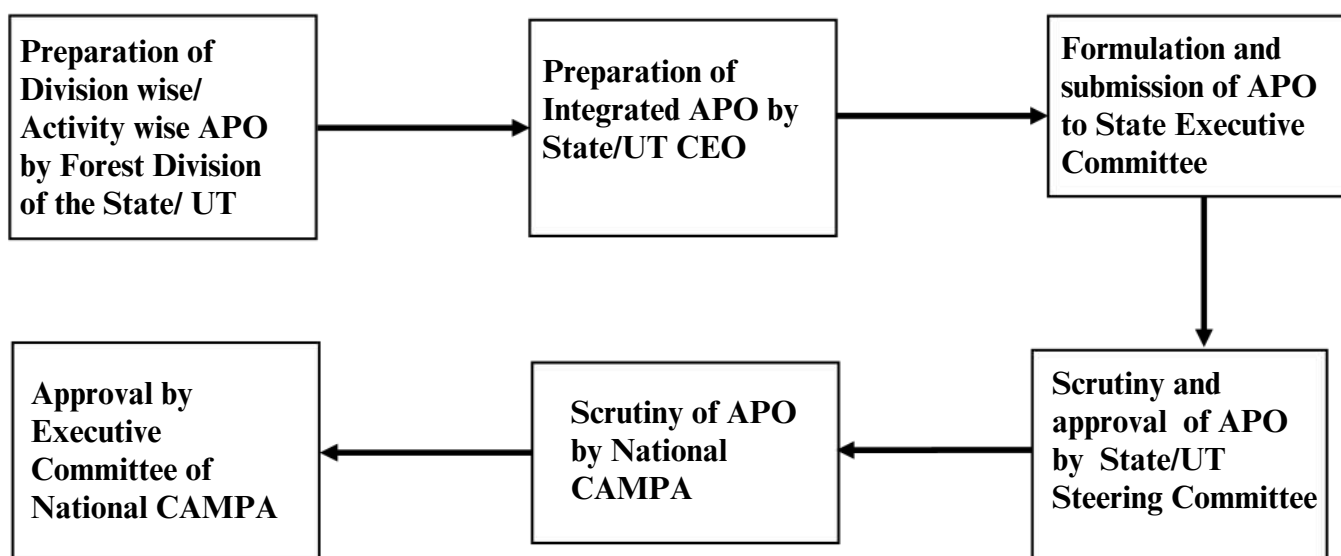 Preparation of
Division wise/
Activity wise APO
by Forest Division
of the State/ UT
Preparation of
Integrated APO by
State/UT CEO
Formulation and
submission of APO
to State Executive
Committee
Scrutiny and
approval of APO
by State/UT
Steering Committee
Scrutiny of APO
by National
CAMPA
Approval by
Executive
Committee of
National CAMPA